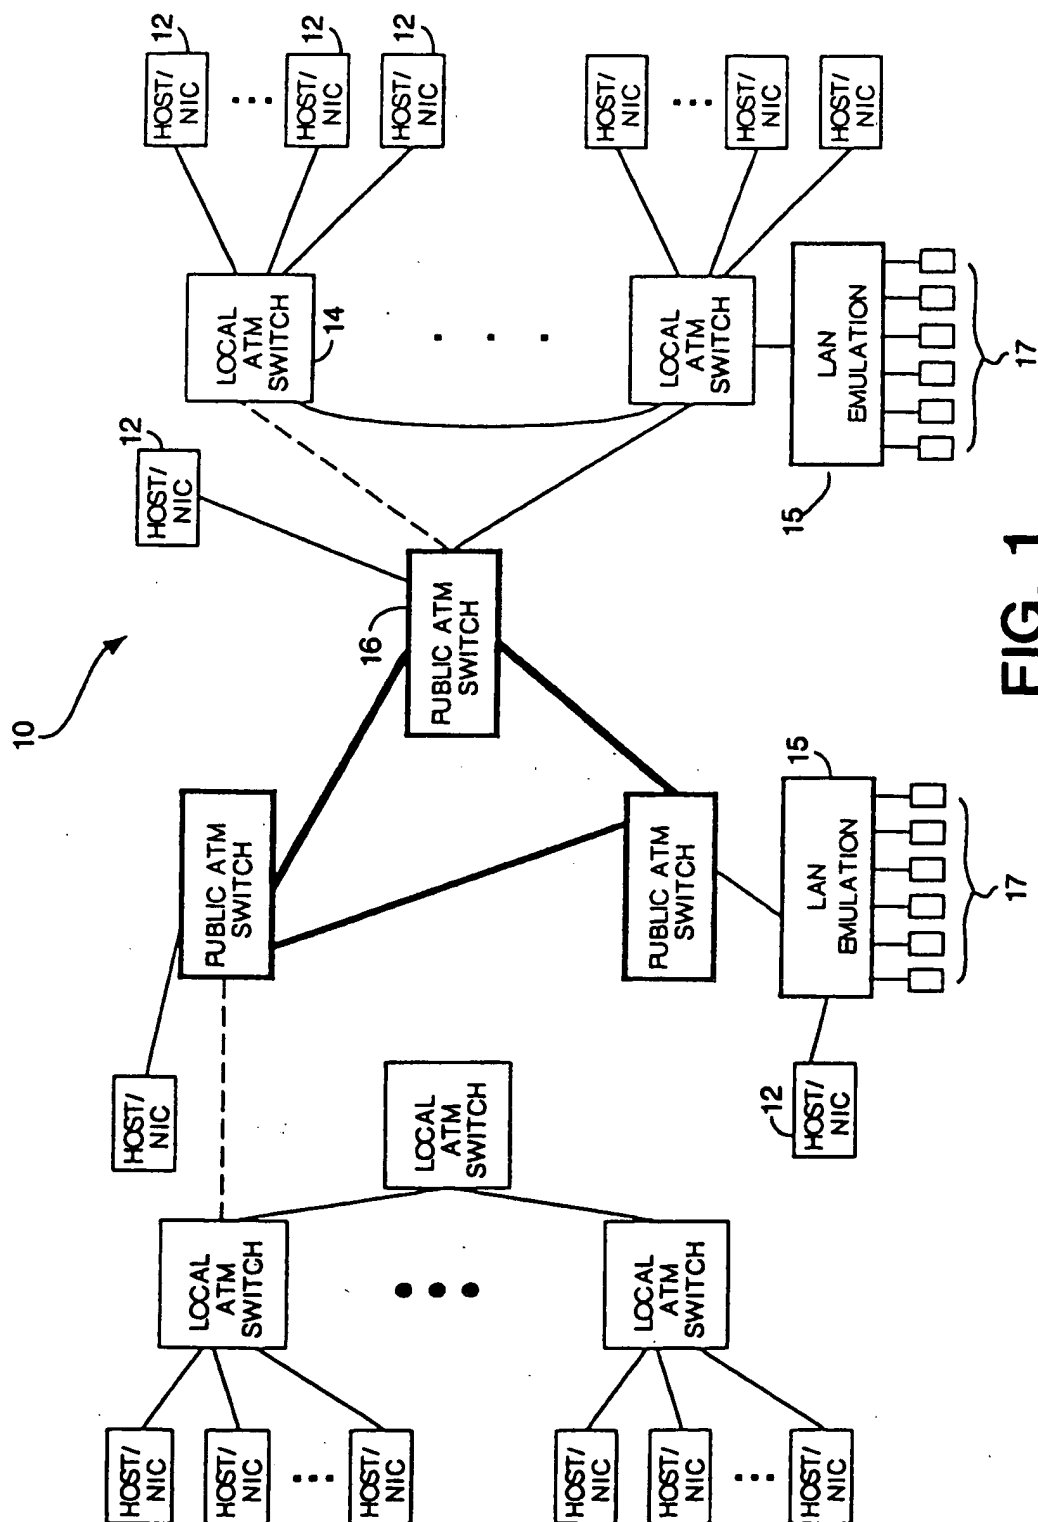 10
12
HOST/
NIC
HOST/
NIC
HOST/
NIC
12
HOST/
NIC
LOCAL
ATM
SWITCH
PUBLIC ATM
SWITCH
LOCAL
ATM
SWITCH
14
HOST/
NIC
HOST/
NIC
12
HOST/
NIC
HOST/
NIC
12
16
LOCAL
ATM
SWITCH
PUBLIC ATM
SWITCH
HOST/
NIC
HOST/
NIC
LOCAL
ATM
SWITCH
PUBLIC ATM
SWITCH
LOCAL
ATM
SWITCH
HOST/
NIC
HOST/
NIC
HOST/
NIC
HOST/
NIC
12
HOST/
NIC
15
LAN
EMULATION
15
LAN
EMULATION
17
17
FIG. 1